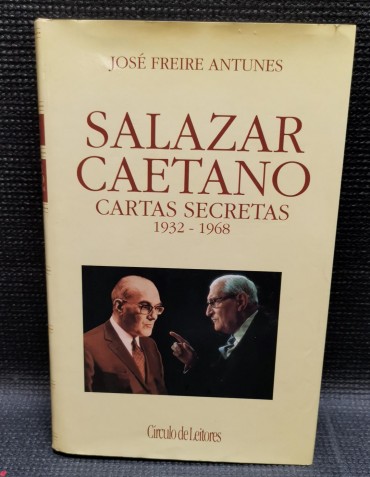 JOSÉ FREIRE ANTUNES
SALAZAR
CAETANO
CARTAS SECRETAS
1932 - 1968
Círculo de Leitores